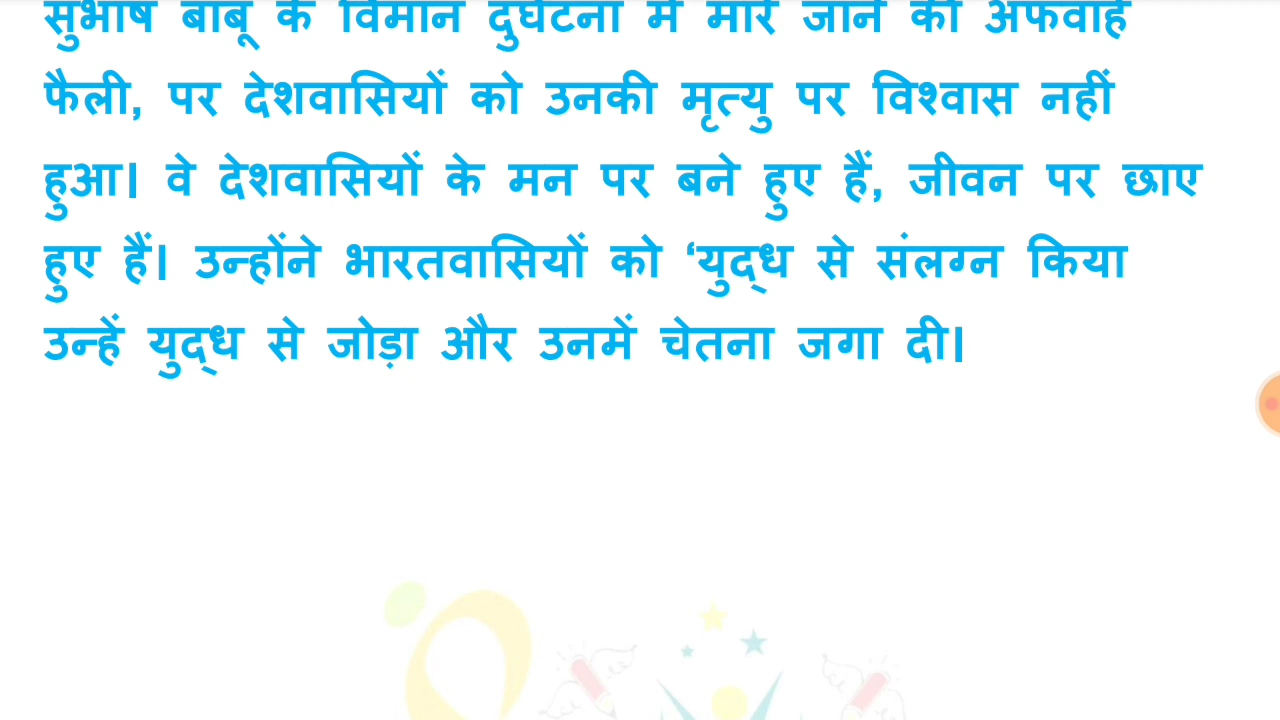 सुभाष बाबू के विमान दुर्घटना में मारे जाने की अफवाहें
फैली, पर देशवासियों को उनकी मृत्यु पर विश्वास नहीं
हुआ। वे देशवासियों के मन पर बने हुए हैं, जीवन पर छाए
हुए हैं। उन्होंने भारतवासियों को ‘युद्ध से संलग्न किया
उन्हें युद्ध से जोड़ा और उनमें चेतना जगा दी।